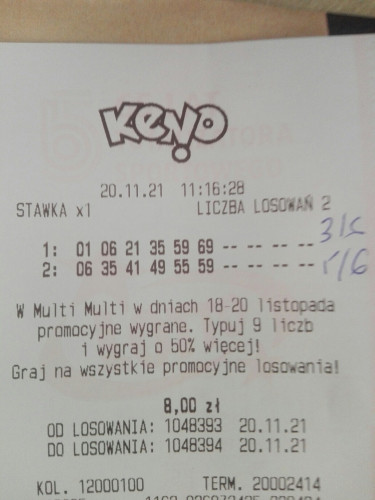 KENO
20.11.21 11:16:28
STAWKA x1 LICZBA LOSOWAŃ 2
1: 01 06 21 35 59 69 -- -- -- --
2: 06 35 41 49 55 59 -- -- -- --
W Multi Multi w dniach 18-20 listopada
promocyjne wygrane. Typuj 9 liczb
i wygraj o 50% więcej!
Graj na wszystkie promocyjne losowania!
8,00 zł
OD LOSOWANIA: 1048393 20.11.21
DO LOSOWANIA: 1048394 20.11.21
KOL. 12000100 TERM. 20002414